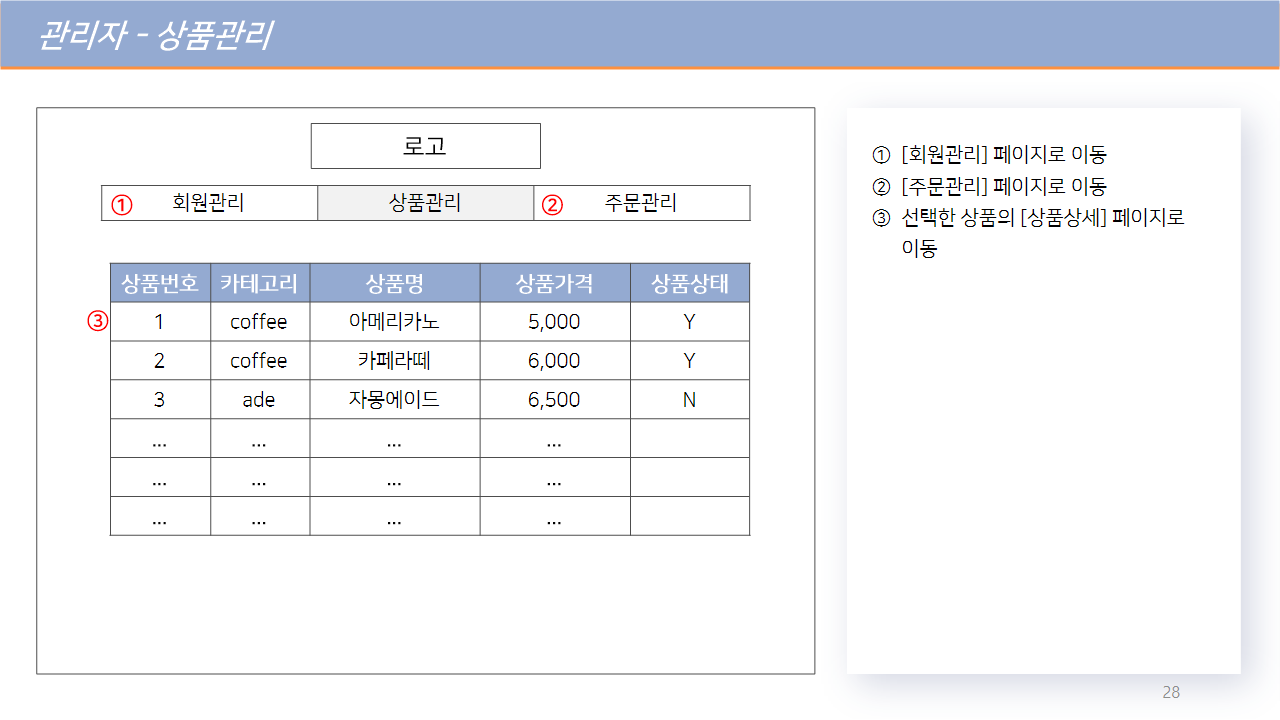 관리자 - 상품관리
로고
① 회원관리 상품관리 ② 주문관리
상품번호 카테고리 상품명 상품가격 상품상태
③ 1 coffee 아메리카노 5,000 Y
2 coffee 카페라떼 6,000 Y
3 ade 자몽에이드 6,500 N
... ... ... ...
... ... ... ...
... ... ... ...
① [회원관리] 페이지로 이동
② [주문관리] 페이지로 이동
③ 선택한 상품의 [상품상세] 페이지로
이동
28